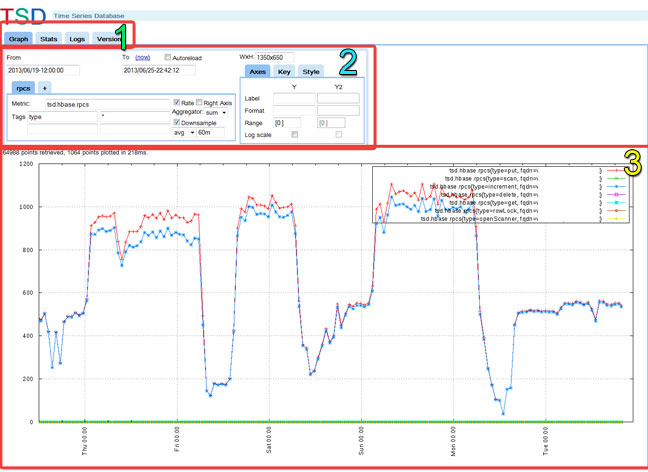 TSD Time Series Database
Graph Stats Logs Version
1
From To (now) Autoreload WxH: 1350x650
2013/06/19-12:00:00 2013/06/25-22:42:12
2
Axes Key Style
rpcs +
Y Y2
Metric: tsd.hbase.rpcs Rate Right Axis
Label
Aggregator: sum
Format
Tags type * Downsample
Range [0:] [0:]
avg 60m
Log scale
64988 points retrieved, 1064 points plotted in 218ms.
3
1200
tsd.hbase.rpcs{type=put, fqdn= }
tsd.hbase.rpcs{type=scan, fqdn= }
tsd.hbase.rpcs{type=increment, fqdn= }
tsd.hbase.rpcs{type=delete, fqdn= }
tsd.hbase.rpcs{type=get, fqdn= }
tsd.hbase.rpcs{type=rowLock, fqdn= }
tsd.hbase.rpcs{type=openScanner, fqdn= }
1000
800
600
400
200
0
Thu 00:00
Fri 00:00
Sat 00:00
Sun 00:00
Mon 00:00
Tue 00:00